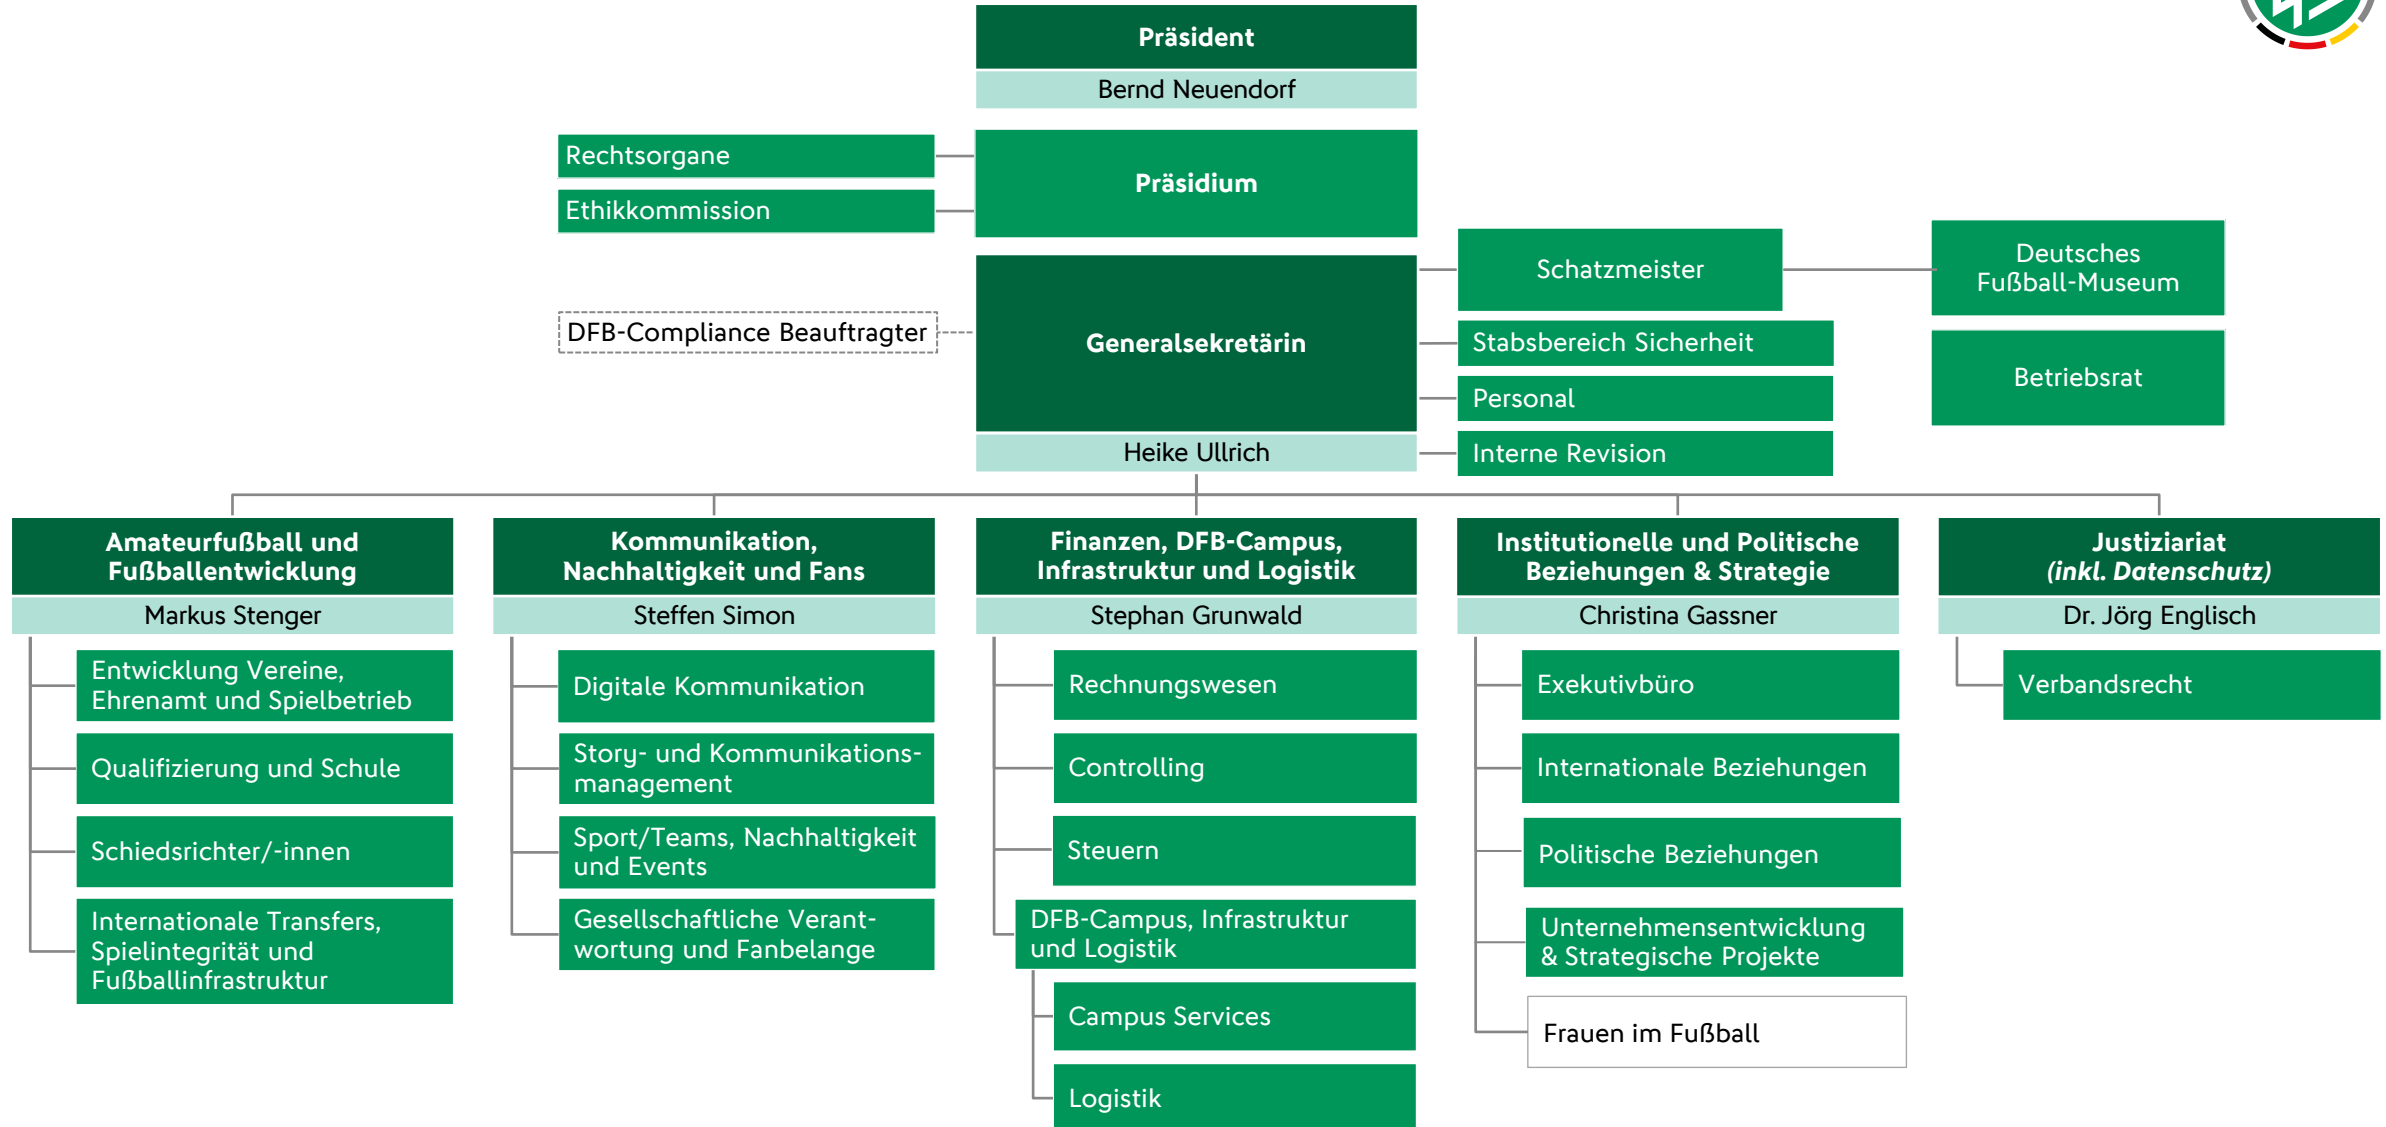 Präsident
Bernd Neuendorf
Rechtsorgane
Ethikkommission
Präsidium
DFB-Compliance Beauftragter
Generalsekretärin
Heike Ullrich
Schatzmeister
Deutsches
Fußball-Museum
Stabsbereich Sicherheit
Personal
Interne Revision
Betriebsrat
Amateurfußball und
Fußballentwicklung
Markus Stenger
Entwicklung Vereine,
Ehrenamt und Spielbetrieb
Qualifizierung und Schule
Schiedsrichter/-innen
Internationale Transfers,
Spielintegrität und
Fußballinfrastruktur
Kommunikation,
Nachhaltigkeit und Fans
Steffen Simon
Digitale Kommunikation
Story- und Kommunikations-
management
Sport/Teams, Nachhaltigkeit
und Events
Gesellschaftliche Verant-
wortung und Fanbelange
Finanzen, DFB-Campus,
Infrastruktur und Logistik
Stephan Grunwald
Rechnungswesen
Controlling
Steuern
DFB-Campus, Infrastruktur
und Logistik
Campus Services
Logistik
Institutionelle und Politische
Beziehungen & Strategie
Christina Gassner
Exekutivbüro
Internationale Beziehungen
Politische Beziehungen
Unternehmensentwicklung
& Strategische Projekte
Frauen im Fußball
Justiziariat
(inkl. Datenschutz)
Dr. Jörg Englisch
Verbandsrecht